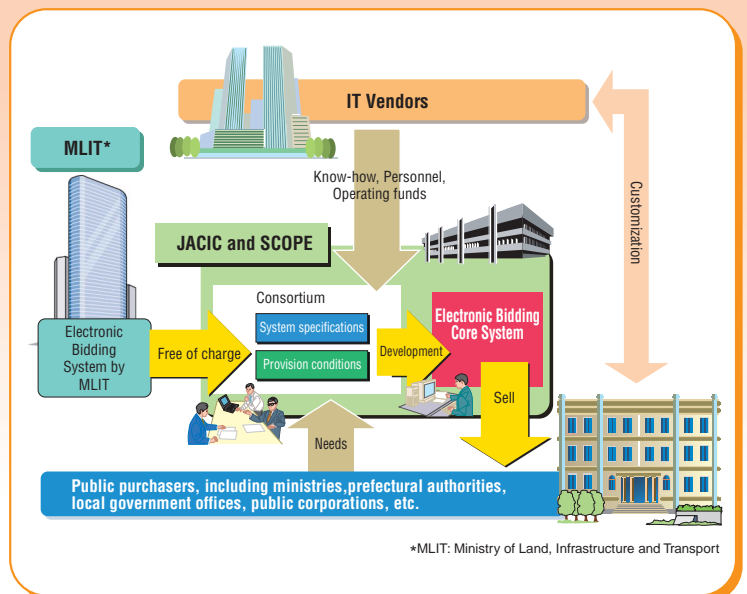 IT Vendors
MLIT*
Know-how, Personnel,
Operating funds
Customization
JACIC and SCOPE
Consortium
System specifications
Provision conditions
Electronic Bidding
Core System
Electronic
Bidding
System by
MLIT
Free of charge
Development
Sell
Needs
Public purchasers, including ministries,prefectural authorities,
local government offices, public corporations, etc.
*MLIT: Ministry of Land, Infrastructure and Transport